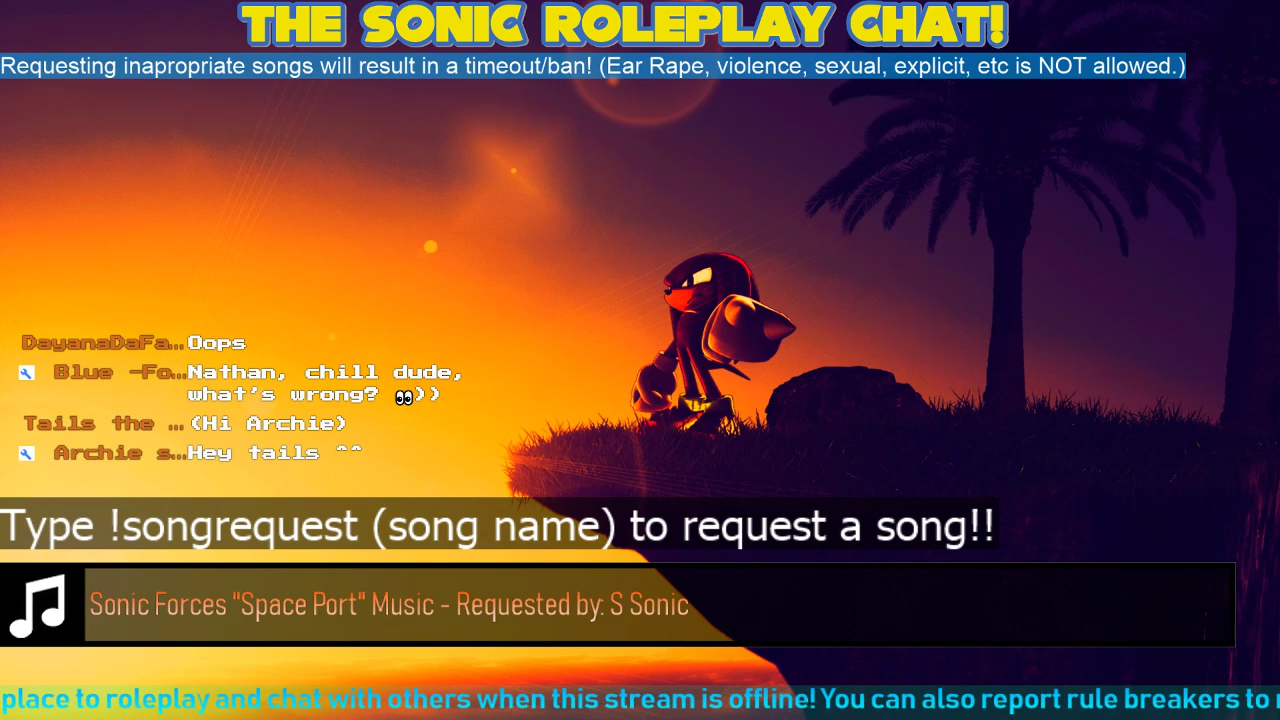 THE SONIC ROLEPLAY CHAT!
Requesting inapropriate songs will result in a timeout/ban! (Ear Rape, violence, sexual, explicit, etc is NOT allowed.)
DayanaDaFa... Oops
Blue -Fo... Nathan, chill dude,
what's wrong? 👀))
Tails the ... (Hi Archie)
Archie s... Hey tails ^^
Type !songrequest (song name) to request a song!!
Sonic Forces "Space Port" Music - Requested by: S Sonic
place to roleplay and chat with others when this stream is offline! You can also report rule breakers to